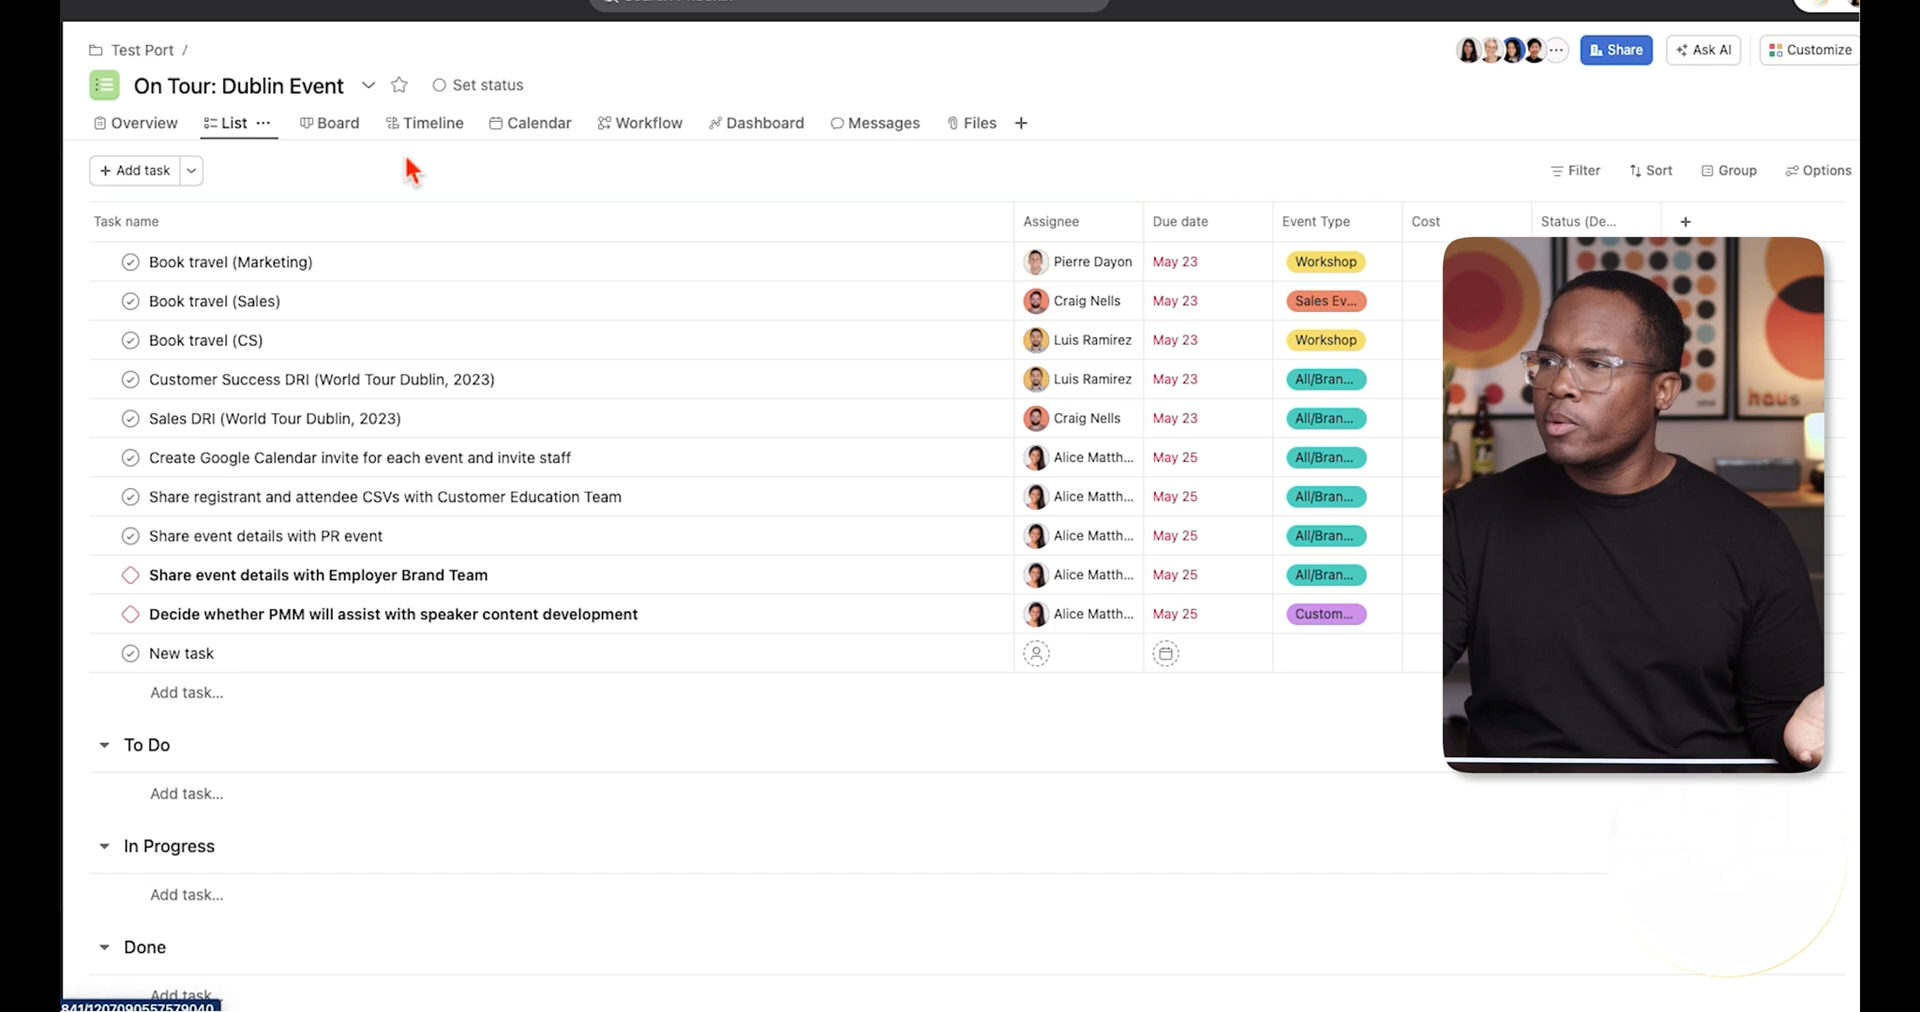 Test Port /
Share
Ask AI
Customize
On Tour: Dublin Event
Set status
Overview
List
Board
Timeline
Calendar
Workflow
Dashboard
Messages
Files
+ Add task
Filter
Sort
Group
Options
Task name Assignee Due date Event Type Cost Status (De...
Book travel (Marketing) Pierre Dayon May 23 Workshop
Book travel (Sales) Craig Nells May 23 Sales Ev...
Book travel (CS) Luis Ramirez May 23 Workshop
Customer Success DRI (World Tour Dublin, 2023) Luis Ramirez May 23 All/Bran...
Sales DRI (World Tour Dublin, 2023) Craig Nells May 23 All/Bran...
Create Google Calendar invite for each event and invite staff Alice Matth... May 25 All/Bran...
Share registrant and attendee CSVs with Customer Education Team Alice Matth... May 25 All/Bran...
Share event details with PR event Alice Matth... May 25 All/Bran...
Share event details with Employer Brand Team Alice Matth... May 25 All/Bran...
Decide whether PMM will assist with speaker content development Alice Matth... May 25 Custom...
New task
Add task...
To Do
Add task...
In Progress
Add task...
Done
Add task...
haus